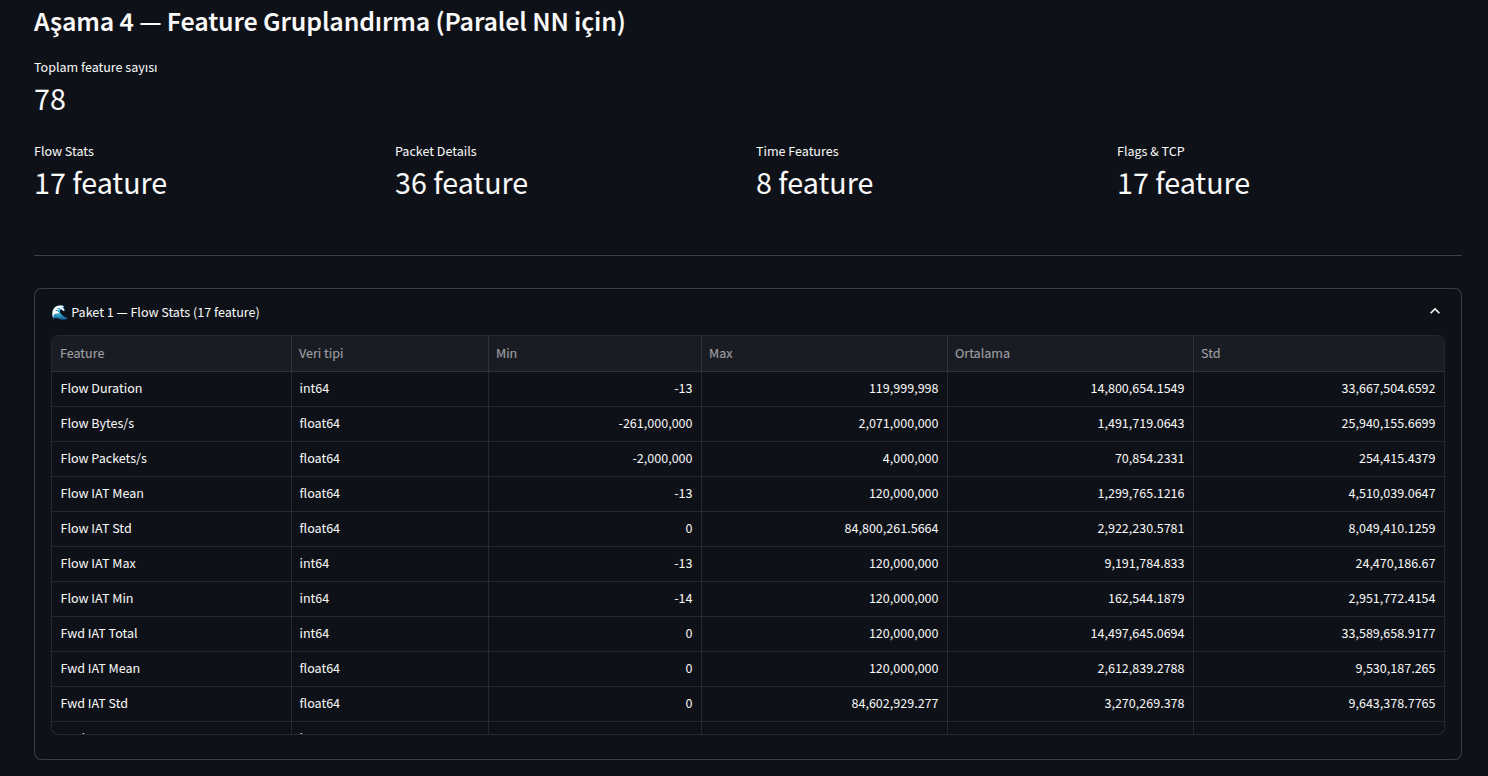 Aşama 4 — Feature Gruplandırma (Paralel NN için)
Toplam feature sayısı
78
Flow Stats Packet Details Time Features Flags & TCP
17 feature 36 feature 8 feature 17 feature
🌊 Paket 1 — Flow Stats (17 feature)
Feature Veri tipi Min Max Ortalama Std
Flow Duration int64 -13 119,999,998 14,800,654.1549 33,667,504.6592
Flow Bytes/s float64 -261,000,000 2,071,000,000 1,491,719.0643 25,940,155.6699
Flow Packets/s float64 -2,000,000 4,000,000 70,854.2331 254,415.4379
Flow IAT Mean float64 -13 120,000,000 1,299,765.1216 4,510,039.0647
Flow IAT Std float64 0 84,800,261.5664 2,922,230.5781 8,049,410.1259
Flow IAT Max int64 -13 120,000,000 9,191,784.833 24,470,186.67
Flow IAT Min int64 -14 120,000,000 162,544.1879 2,951,772.4154
Fwd IAT Total int64 0 120,000,000 14,497,645.0694 33,589,658.9177
Fwd IAT Mean float64 0 120,000,000 2,612,839.2788 9,530,187.265
Fwd IAT Std float64 0 84,602,929.277 3,270,269.378 9,643,378.7765